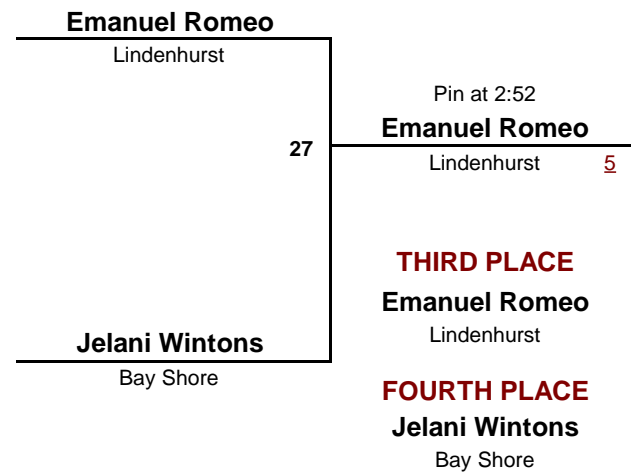 Emanuel Romeo
Lindenhurst
Pin at 2:52
Emanuel Romeo
27
Lindenhurst 5
THIRD PLACE
Emanuel Romeo
Lindenhurst
Jelani Wintons
Bay Shore
FOURTH PLACE
Jelani Wintons
Bay Shore